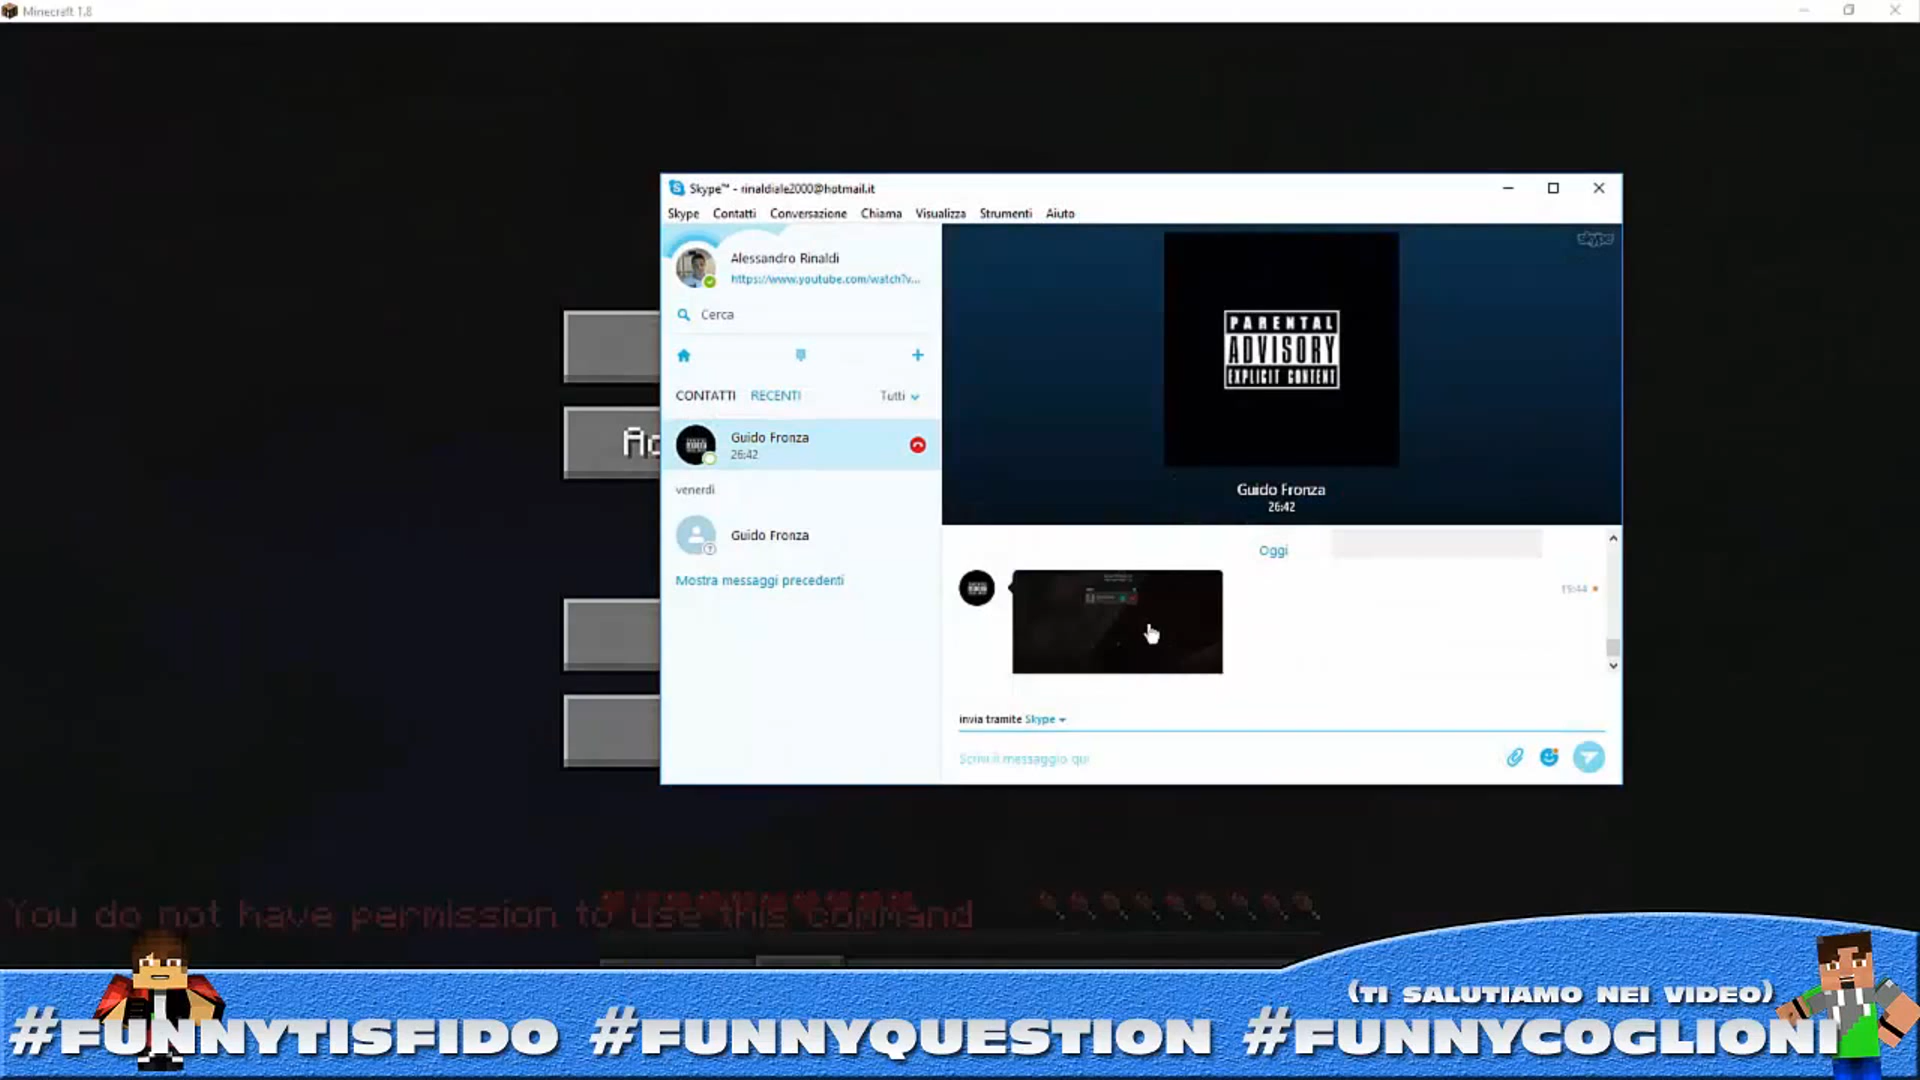 Minecraft 1.8
Skype™ - rinaldiale2000@hotmail.it
Skype Contatti Conversazione Chiama Visualizza Strumenti Aiuto
Alessandro Rinaldi
https://www.youtube.com/watch?v...
Cerca
CONTATTI RECENTI Tutti
Guido Fronza
26:42
venerdì
Guido Fronza
Mostra messaggi precedenti
skype
PARENTAL
ADVISORY
EXPLICIT CONTENT
Guido Fronza
26:42
Oggi
15:44
invia tramite Skype
Scrivi il messaggio qui
You do not have permission to use this command
(TI SALUTIAMO NEI VIDEO)
#FUNNYTISFIDO #FUNNYQUESTION #FUNNYCOGLIONI